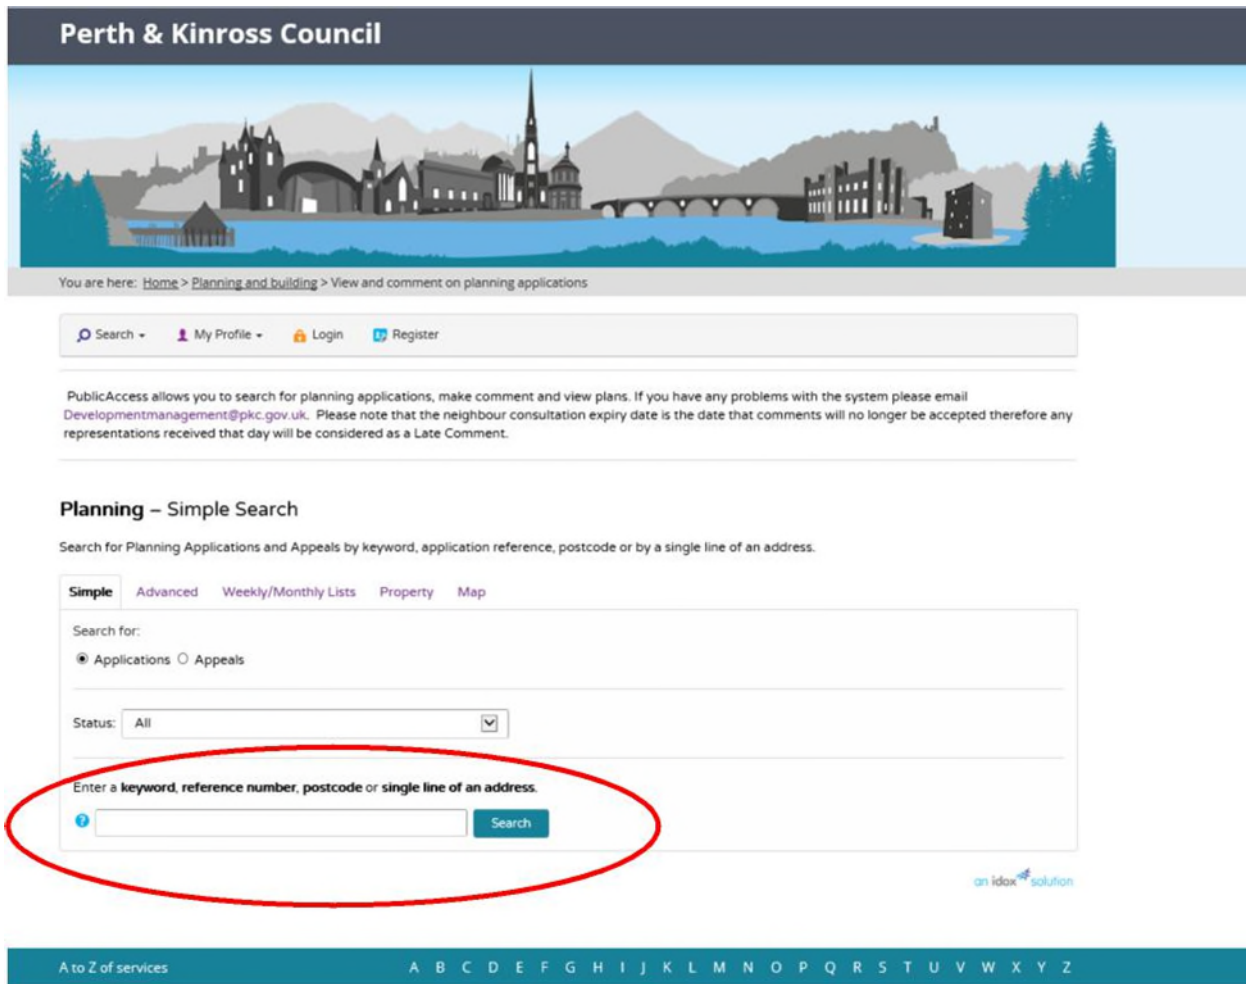 Perth & Kinross Council
You are here: Home > Planning and building > View and comment on planning applications
Search My Profile Login Register
PublicAccess allows you to search for planning applications, make comment and view plans. If you have any problems with the system please email
Developmentmanagement@pkc.gov.uk. Please note that the neighbour consultation expiry date is the date that comments will no longer be accepted therefore any
representations received that day will be considered as a Late Comment.
Planning – Simple Search
Search for Planning Applications and Appeals by keyword, application reference, postcode or by a single line of an address.
Simple Advanced Weekly/Monthly Lists Property Map
Search for:
Applications Appeals
Status: All
Enter a keyword, reference number, postcode or single line of an address.
? Search
an idox solution
A to Z of services A B C D E F G H I J K L M N O P Q R S T U V W X Y Z